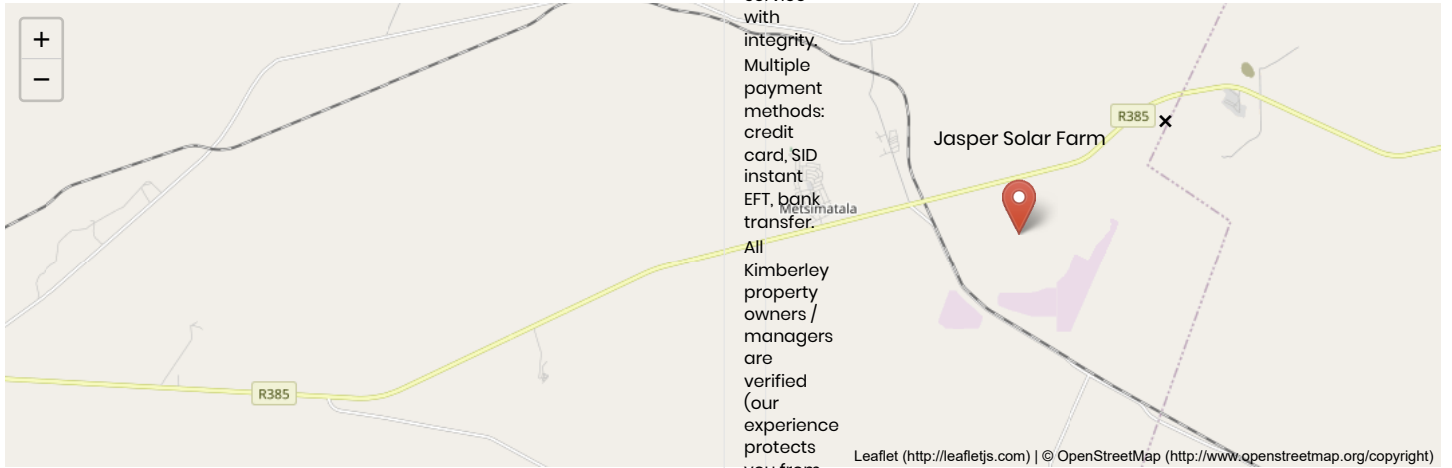 +
−
with
integrity.
Multiple
payment
methods:
credit
card, SID
instant
EFT, bank
transfer.
All
Kimberley
property
owners /
managers
are
verified
(our
experience
protects
Metsimatala
Jasper Solar Farm
×
R385
R385
Leaflet (http://leafletjs.com) | © OpenStreetMap (http://www.openstreetmap.org/copyright)